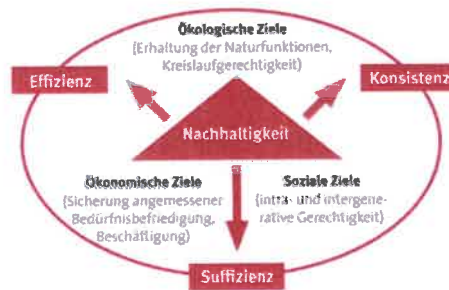 Ökologische Ziele
(Erhaltung der Naturfunktionen,
Kreislaufgerechtigkeit)
Effizienz
Konsistenz
Nachhaltigkeit
Ökonomische Ziele
(Sicherung angemessener
Bedürfnisbefriedigung,
Beschäftigung)
Soziale Ziele
(intra- und intergene-
rative Gerechtigkeit)
Suffizienz